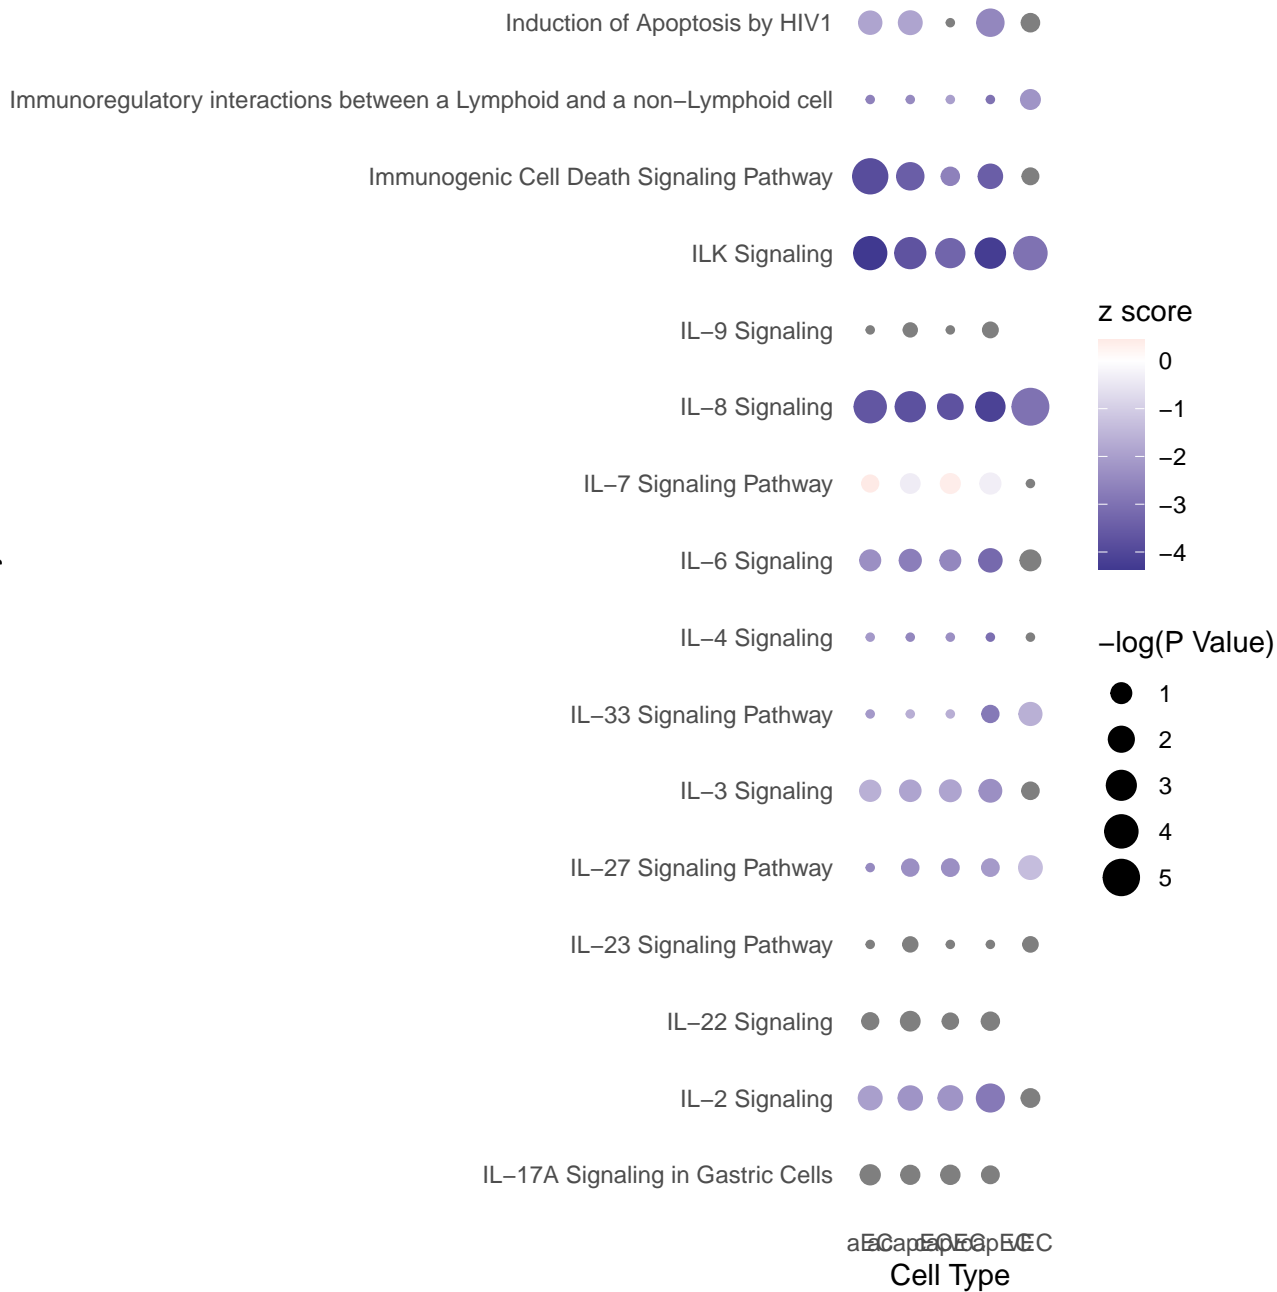 Induction of Apoptosis by HIV1
Immunoregulatory interactions between a Lymphoid and a non−Lymphoid cell
Immunogenic Cell Death Signaling Pathway
ILK Signaling
IL−9 Signaling
IL−8 Signaling
IL−7 Signaling Pathway
IL−6 Signaling
IL−4 Signaling
IL−33 Signaling Pathway
IL−3 Signaling
IL−27 Signaling Pathway
IL−23 Signaling Pathway
IL−22 Signaling
IL−2 Signaling
IL−17A Signaling in Gastric Cells
aEC
vEC
Cell Type
z score
0
−1
−2
−3
−4
−log(P Value)
1
2
3
4
5